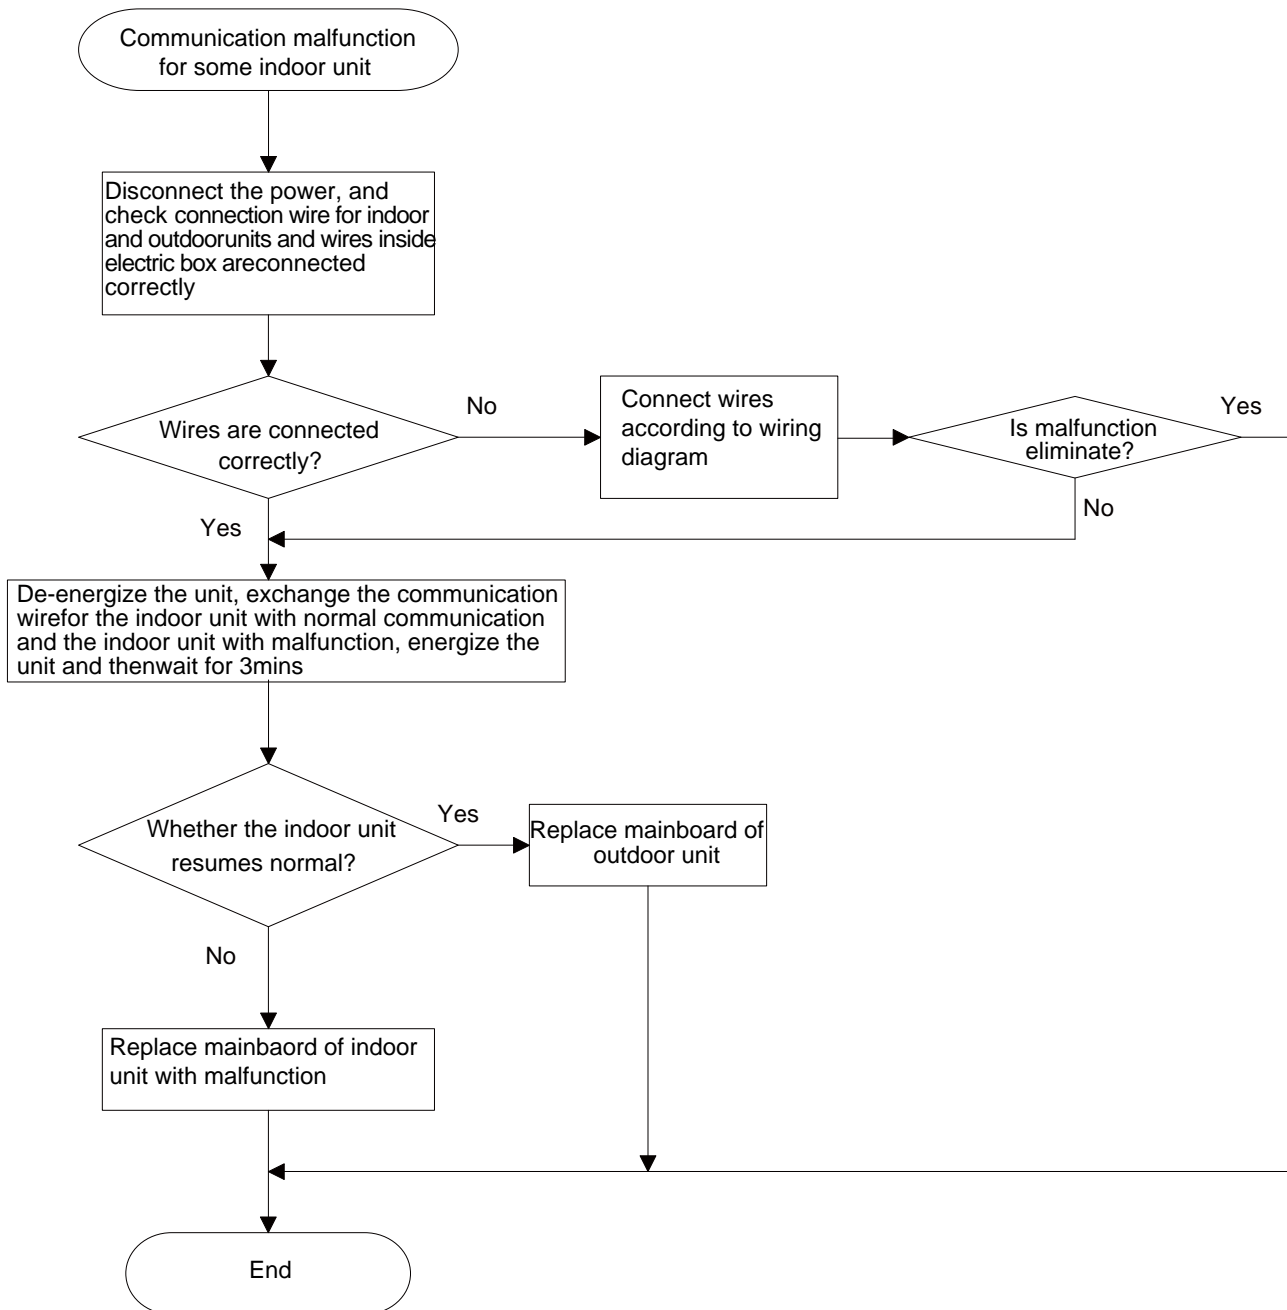 Communication malfunction
for some indoor unit
Disconnect the power, and
check connection wire for indoor
and outdoorunits and wires inside
electric box areconnected
correctly
Wires are connected
correctly?
No
Connect wires
according to wiring
diagram
Is malfunction
eliminate?
Yes
No
Yes
De-energize the unit, exchange the communication
wirefor the indoor unit with normal communication
and the indoor unit with malfunction, energize the
unit and thenwait for 3mins
Whether the indoor unit
resumes normal?
Yes
Replace mainboard of
outdoor unit
No
Replace mainbaord of indoor
unit with malfunction
End